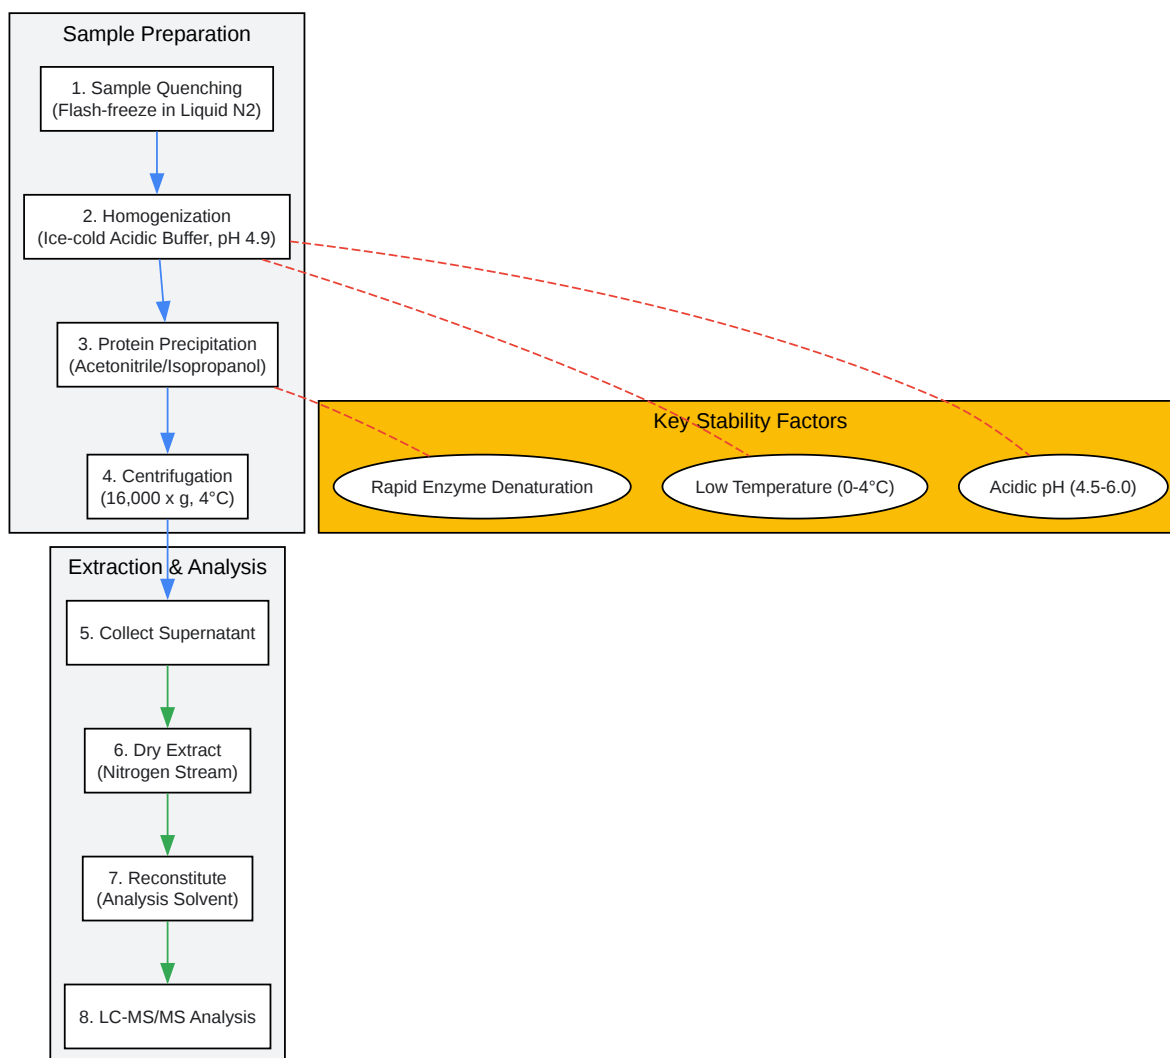 Sample Preparation
1. Sample Quenching
(Flash-freeze in Liquid N2)
2. Homogenization
(Ice-cold Acidic Buffer, pH 4.9)
3. Protein Precipitation
(Acetonitrile/Isopropanol)
4. Centrifugation
(16,000 x g, 4°C)
Key Stability Factors
Rapid Enzyme Denaturation
Low Temperature (0-4°C)
Acidic pH (4.5-6.0)
Extraction & Analysis
5. Collect Supernatant
6. Dry Extract
(Nitrogen Stream)
7. Reconstitute
(Analysis Solvent)
8. LC-MS/MS Analysis